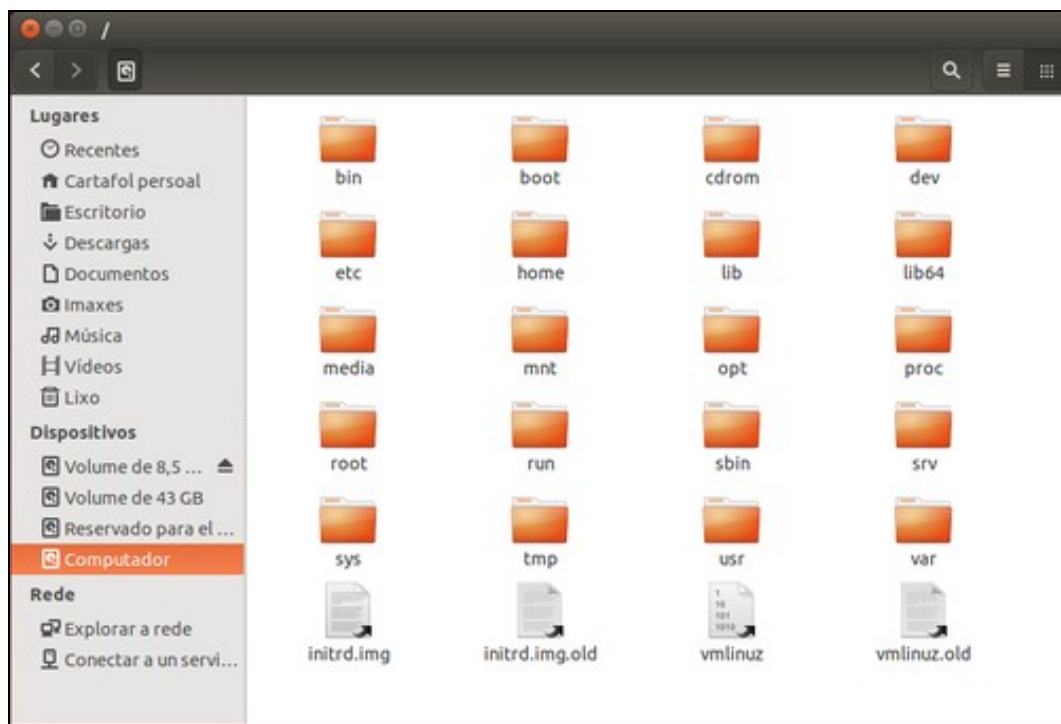 /
Lugares
Recentes
Cartafol persoal
Escritorio
Descargas
Documentos
Imaxes
Música
Vídeos
Lixo
Dispositivos
Volume de 8,5 ...
Volume de 43 GB
Reservado para el ...
Computador
Rede
Explorar a rede
Conectar a un servi...
bin boot cdrom dev
etc home lib lib64
media mnt opt proc
root run sbin srv
sys tmp usr var
initrd.img initrd.img.old vmlinuz vmlinuz.old